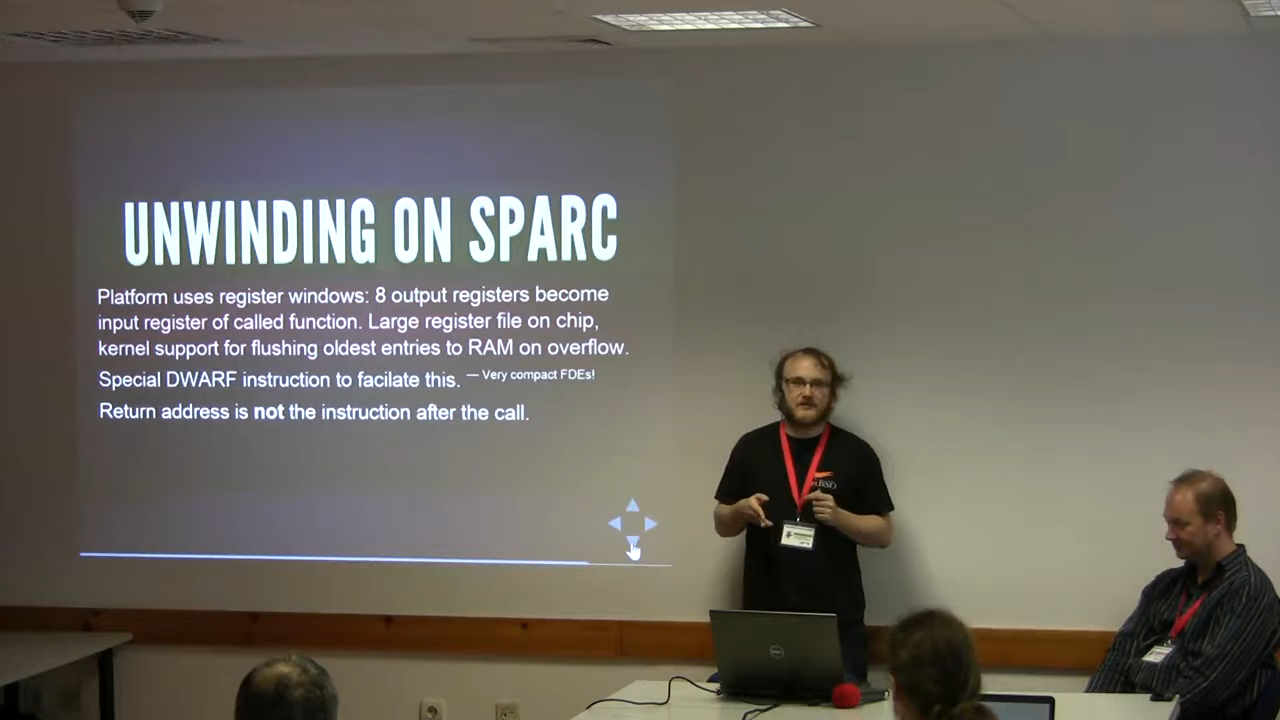 UNWINDING ON SPARC
Platform uses register windows: 8 output registers become
input register of called function. Large register file on chip,
kernel support for flushing oldest entries to RAM on overflow.
Special DWARF instruction to facilate this. — Very compact FDEs!
Return address is not the instruction after the call.
DELL